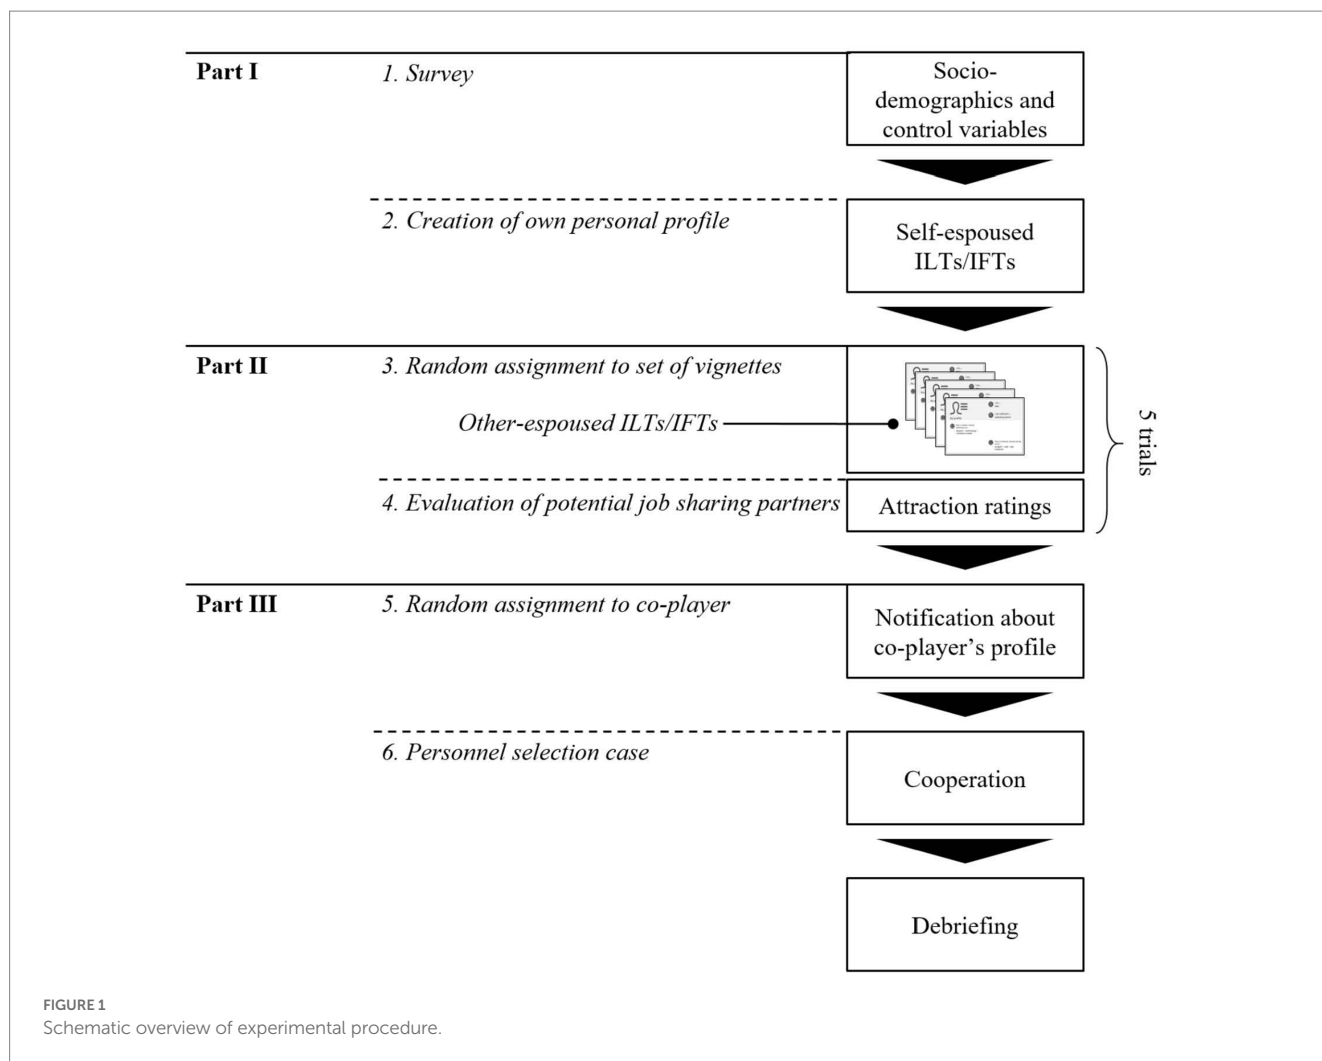 Part I
1. Survey
Socio-
demographics and
control variables
2. Creation of own personal profile
Self-espoused
ILTs/IFTs
Part II
3. Random assignment to set of vignettes
Other-espoused ILTs/IFTs
5 trials
4. Evaluation of potential job sharing partners
Attraction ratings
Part III
5. Random assignment to co-player
Notification about
co-player's profile
6. Personnel selection case
Cooperation
Debriefing
FIGURE 1
Schematic overview of experimental procedure.